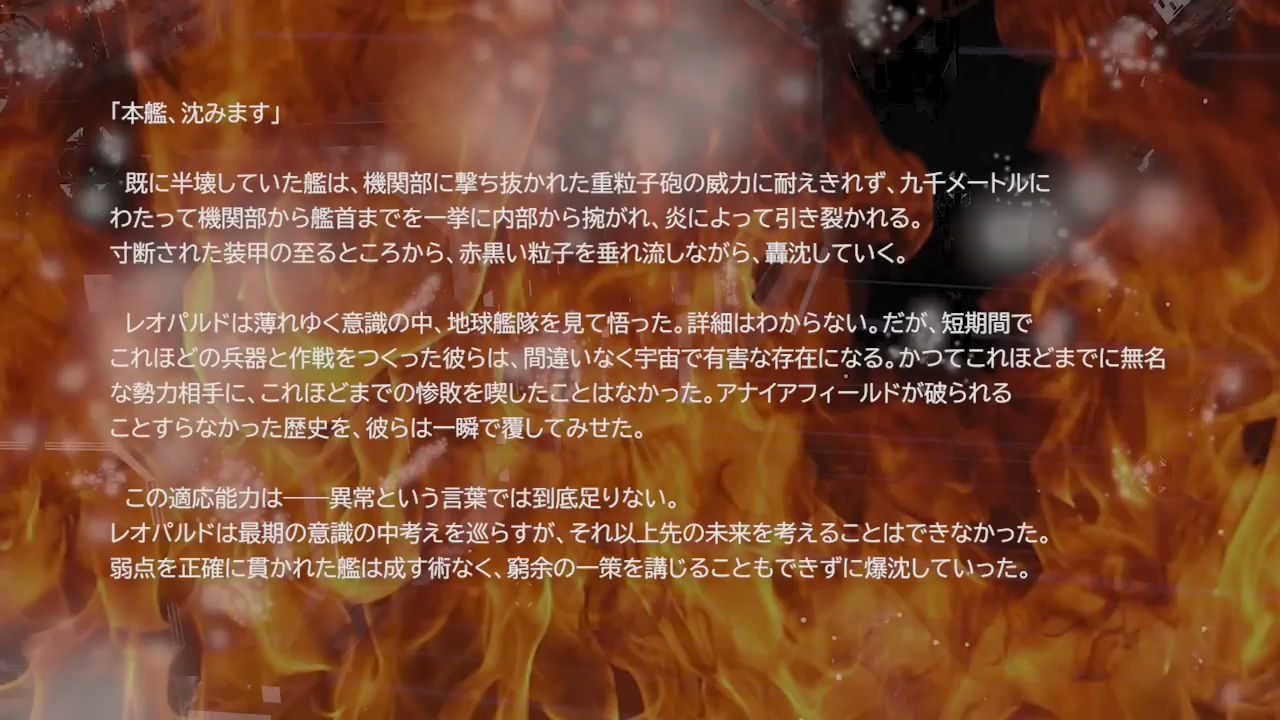 「本艦、沈みます」
既に半壊していた艦は、機関部に撃ち抜かれた重粒子砲の威力に耐えきれず、九千メートルに
わたって機関部から艦首までを一挙に内部から捥がれ、炎によって引き裂かれる。
寸断された装甲の至るところから、赤黒い粒子を垂れ流しながら、轟沈していく。
レオパルドは薄れゆく意識の中、地球艦隊を見て悟った。詳細はわからない。だが、短期間で
これほどの兵器と作戦をつくった彼らは、間違いなく宇宙で有害な存在になる。かつてこれほどまでに無名
な勢力相手に、これほどまでの惨敗を喫したことはなかった。アナイアフィールドが破られる
ことすらなかった歴史を、彼らは一瞬で覆してみせた。
この適応能力は――異常という言葉では到底足りない。
レオパルドは最期の意識の中考えを巡らすが、それ以上先の未来を考えることはできなかった。
弱点を正確に貫かれた艦は成す術なく、窮余の一策を講じることもできずに爆沈していった。